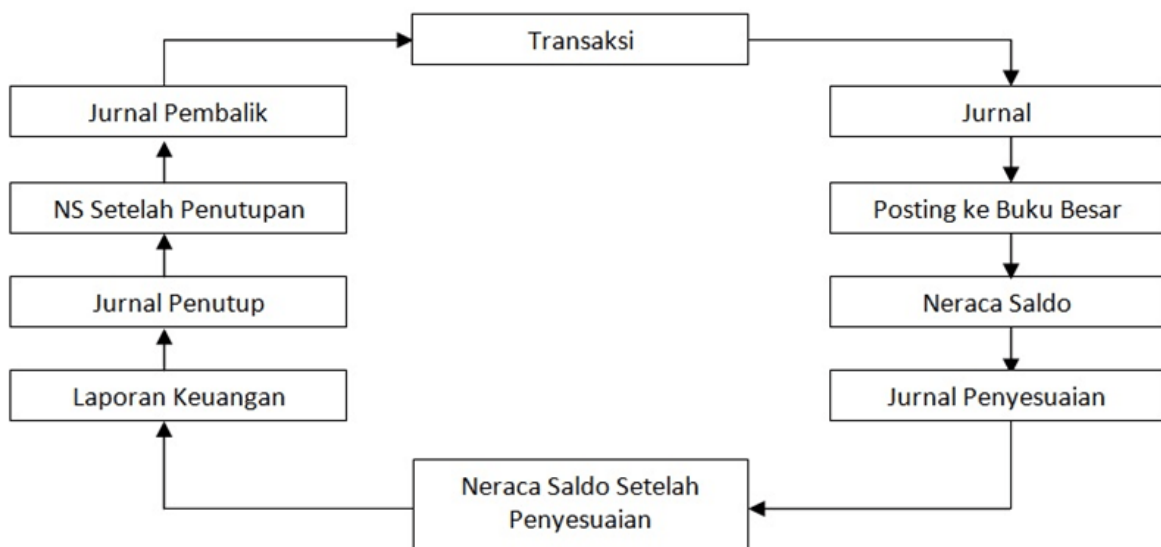 Transaksi
Jurnal
Posting ke Buku Besar
Neraca Saldo
Jurnal Penyesuaian
Neraca Saldo Setelah
Penyesuaian
Laporan Keuangan
Jurnal Penutup
NS Setelah Penutupan
Jurnal Pembalik